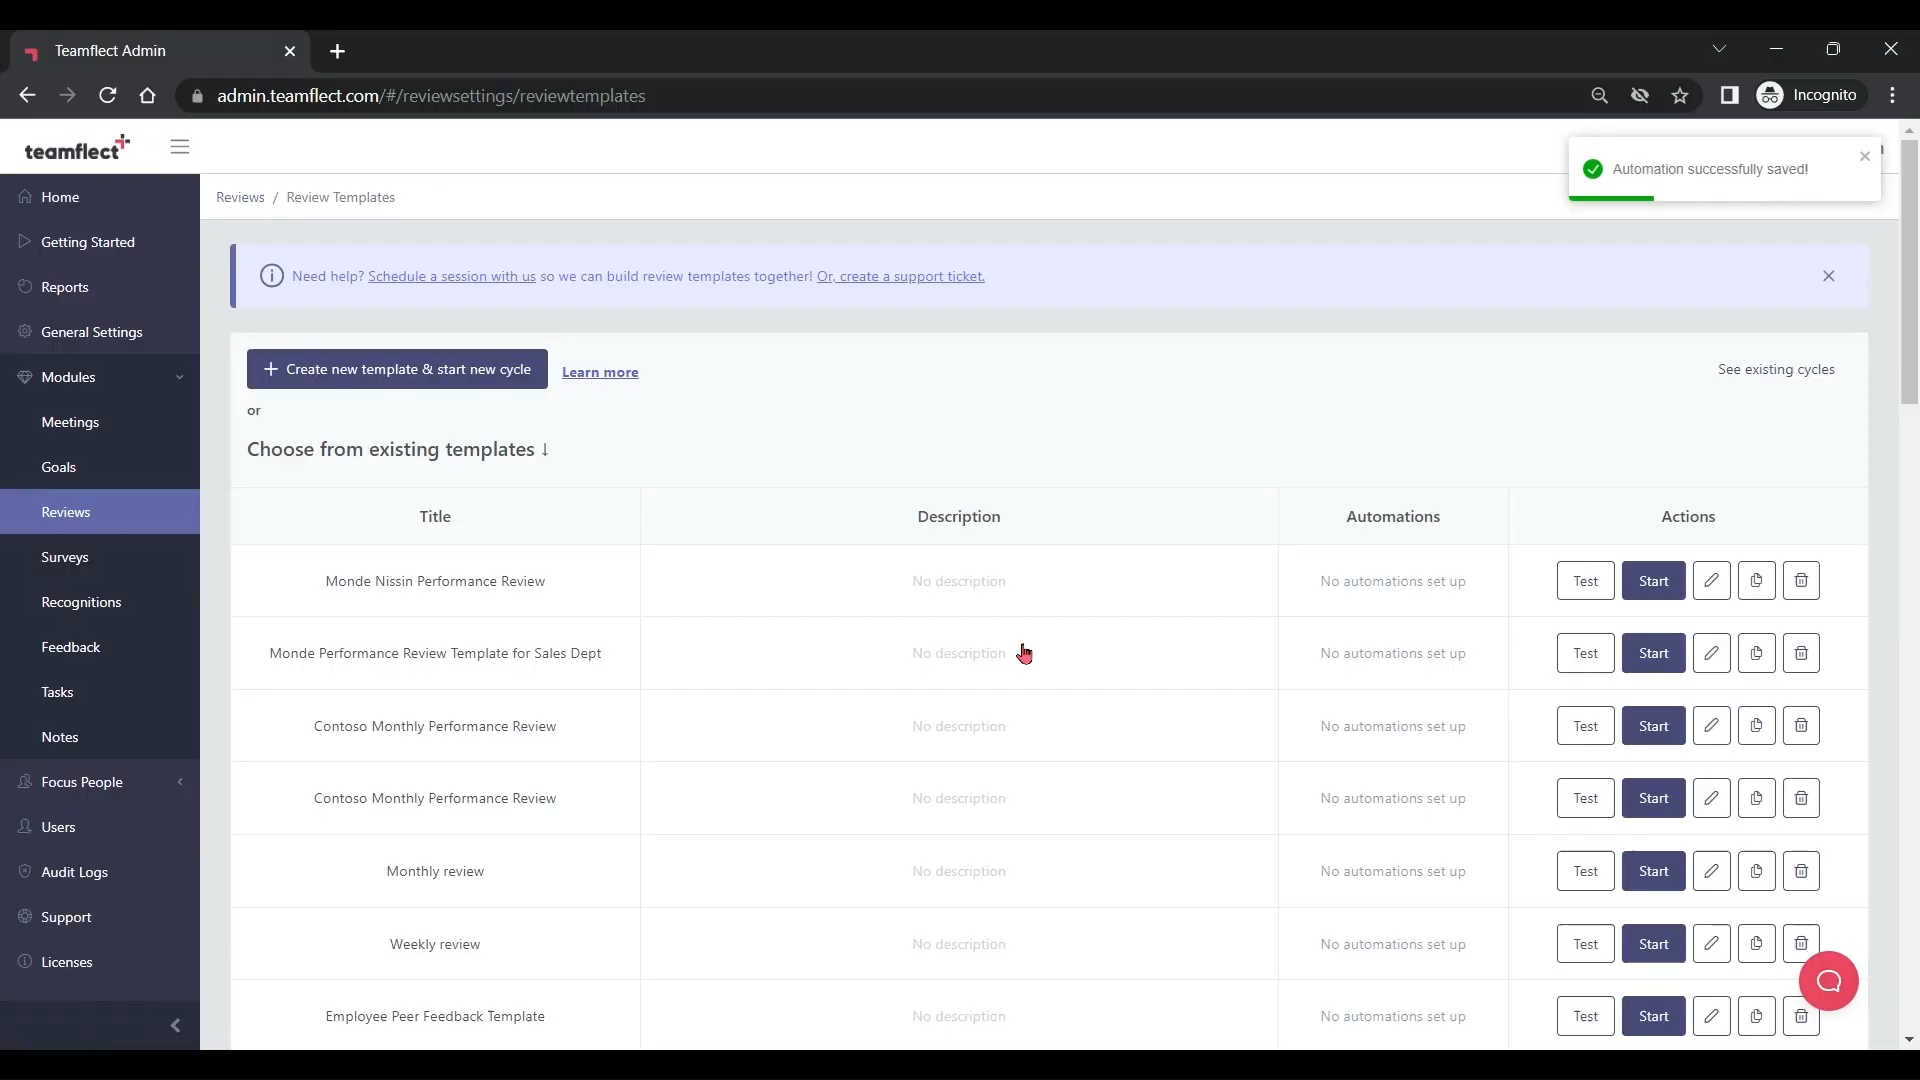 Teamflect Admin
admin.teamflect.com/#/reviewsettings/reviewtemplates
Incognito
teamflect
Automation successfully saved!
Home
Getting Started
Reports
General Settings
Modules
Meetings
Goals
Reviews
Surveys
Recognitions
Feedback
Tasks
Notes
Focus People
Users
Audit Logs
Support
Licenses
Reviews / Review Templates
Need help? Schedule a session with us so we can build review templates together! Or, create a support ticket.
+ Create new template & start new cycle Learn more See existing cycles
or
Choose from existing templates ↓
Title Description Automations Actions
Monde Nissin Performance Review No description No automations set up Test Start
Monde Performance Review Template for Sales Dept No description No automations set up Test Start
Contoso Monthly Performance Review No description No automations set up Test Start
Contoso Monthly Performance Review No description No automations set up Test Start
Monthly review No description No automations set up Test Start
Weekly review No description No automations set up Test Start
Employee Peer Feedback Template No description No automations set up Test Start